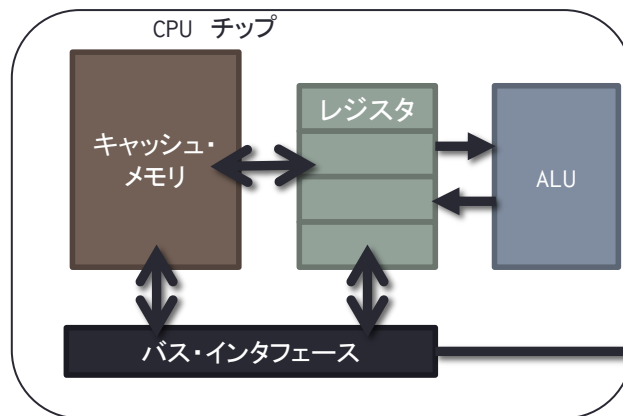 CPU チップ
キャッシュ・
メモリ
レジスタ
ALU
バス・インタフェース